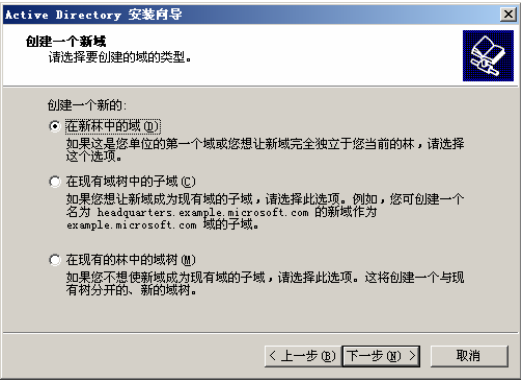 Active Directory 安装向导
创建一个新域
请选择要创建的域的类型。
创建一个新的:
在新林中的域(D)
如果这是您单位的第一个域或您想让新域完全独立于您当前的林，请选择
这个选项。
在现有域树中的子域(C)
如果您想让新域成为现有域的子域，请选择此选项。例如，您可创建一个
名为 headquarters.example.microsoft.com 的新域作为
example.microsoft.com 域的子域。
在现有的林中的域树(M)
如果您不想使新域成为现有域的子域，请选择此选项。这将创建一个与现
有树分开的、新的域树。
< 上一步(B) 下一步(N) > 取消